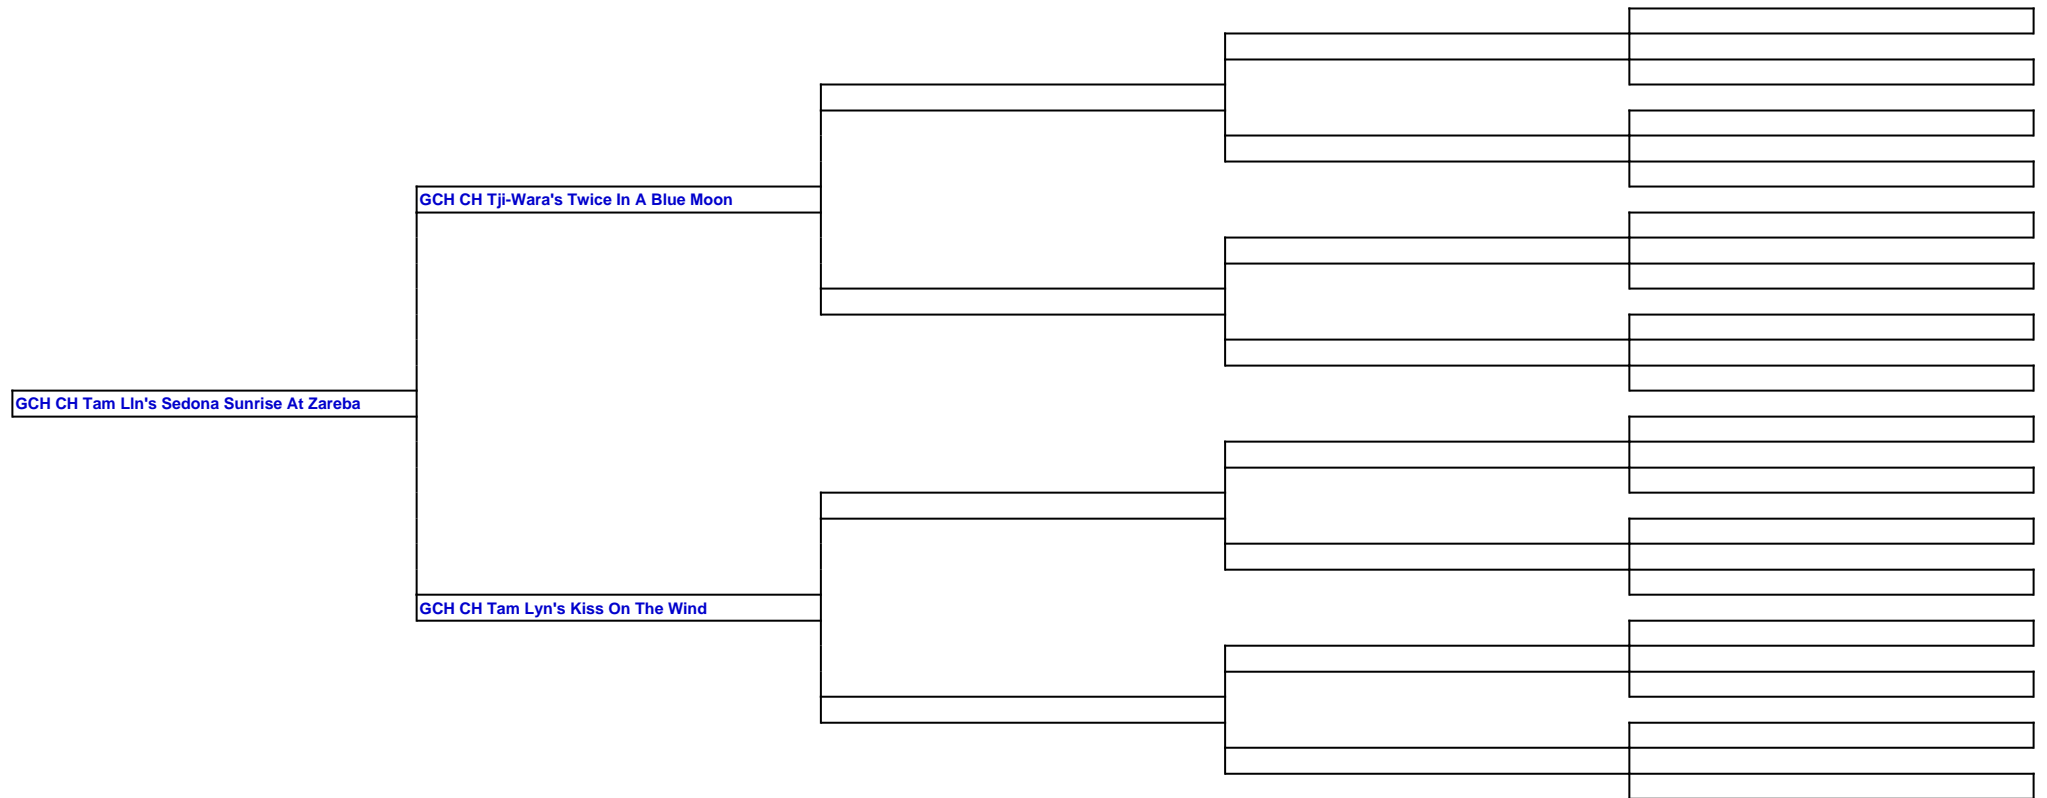 GCH CH Tji-Wara's Twice In A Blue Moon
GCH CH Tam LIn's Sedona Sunrise At Zareba
GCH CH Tam Lyn's Kiss On The Wind